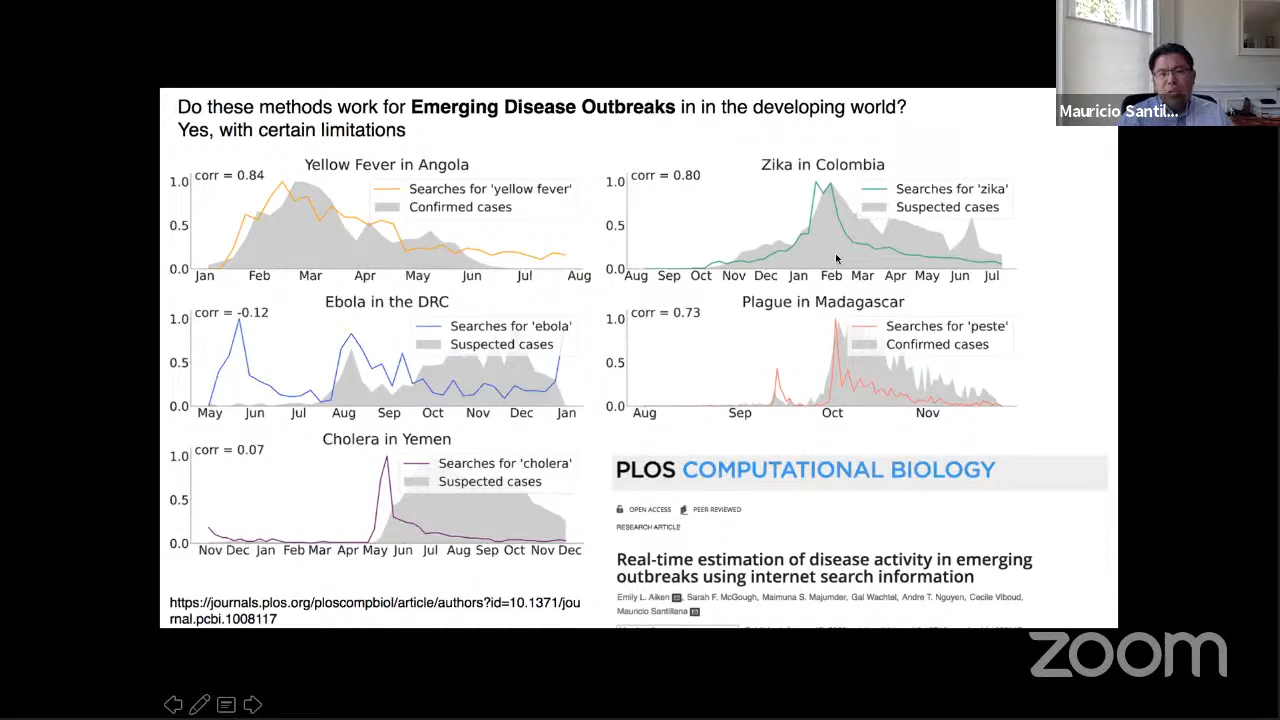 Do these methods work for Emerging Disease Outbreaks in in the developing world?
Yes, with certain limitations
Mauricio Santil...
Yellow Fever in Angola
corr = 0.84
Searches for 'yellow fever'
Confirmed cases
1.0
0.5
0.0
Jan Feb Mar Apr May Jun Jul Aug
Zika in Colombia
corr = 0.80
Searches for 'zika'
Suspected cases
1.0
0.5
0.0
Aug Sep Oct Nov Dec Jan Feb Mar Apr May Jun Jul
Ebola in the DRC
corr = -0.12
Searches for 'ebola'
Suspected cases
1.0
0.5
0.0
May Jun Jul Aug Sep Oct Nov Dec Jan
Plague in Madagascar
corr = 0.73
Searches for 'peste'
Confirmed cases
1.0
0.5
0.0
Aug Sep Oct Nov
Cholera in Yemen
corr = 0.07
Searches for 'cholera'
Suspected cases
1.0
0.5
0.0
Nov Dec Jan Feb Mar Apr May Jun Jul Aug Sep Oct Nov Dec
PLOS COMPUTATIONAL BIOLOGY
OPEN ACCESS PEER-REVIEWED
RESEARCH ARTICLE
Real-time estimation of disease activity in emerging
outbreaks using internet search information
Emily L. Aiken, Sarah F. McGough, Maimuna S. Majumder, Gal Wachtel, Andre T. Nguyen, Cecile Viboud,
Mauricio Santillana
https://journals.plos.org/ploscompbiol/article/authors?id=10.1371/jou
rnal.pcbi.1008117
zoom